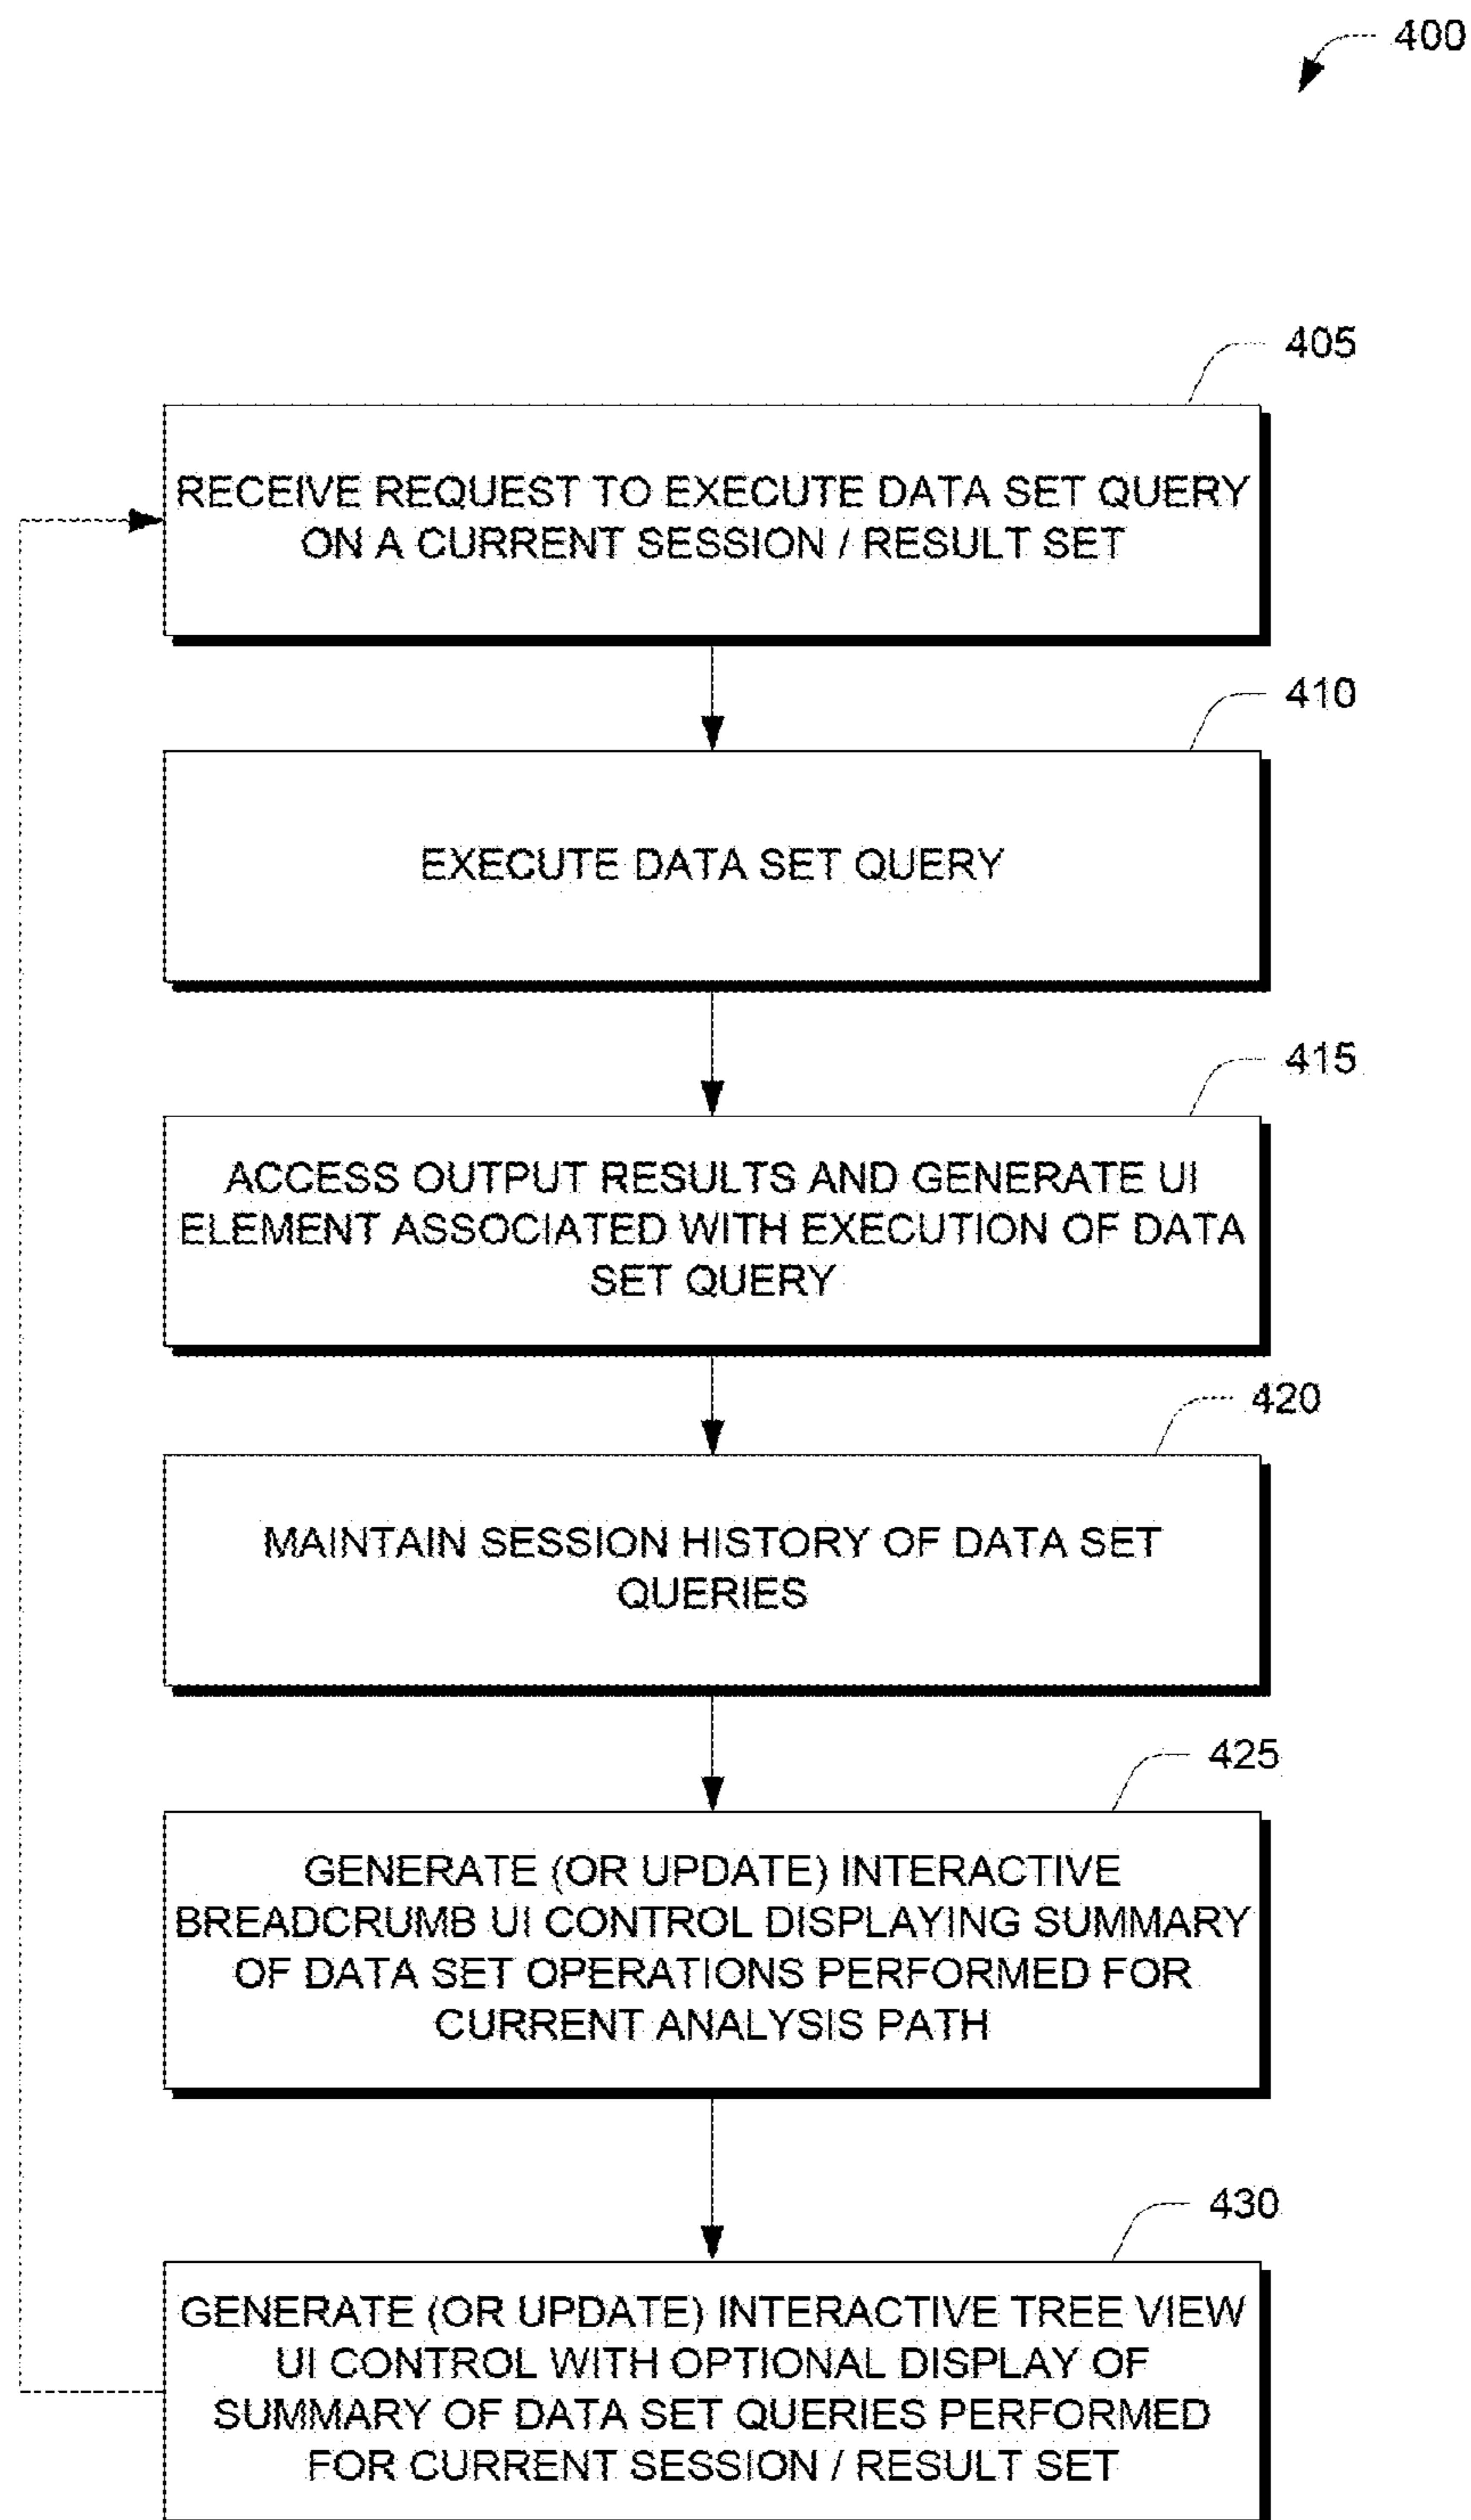 400
405
RECEIVE REQUEST TO EXECUTE DATA SET QUERY
ON A CURRENT SESSION / RESULT SET
410
EXECUTE DATA SET QUERY
415
ACCESS OUTPUT RESULTS AND GENERATE UI
ELEMENT ASSOCIATED WITH EXECUTION OF DATA
SET QUERY
420
MAINTAIN SESSION HISTORY OF DATA SET
QUERIES
425
GENERATE (OR UPDATE) INTERACTIVE
BREADCRUMB UI CONTROL DISPLAYING SUMMARY
OF DATA SET OPERATIONS PERFORMED FOR
CURRENT ANALYSIS PATH
430
GENERATE (OR UPDATE) INTERACTIVE TREE VIEW
UI CONTROL WITH OPTIONAL DISPLAY OF
SUMMARY OF DATA SET QUERIES PERFORMED
FOR CURRENT SESSION / RESULT SET